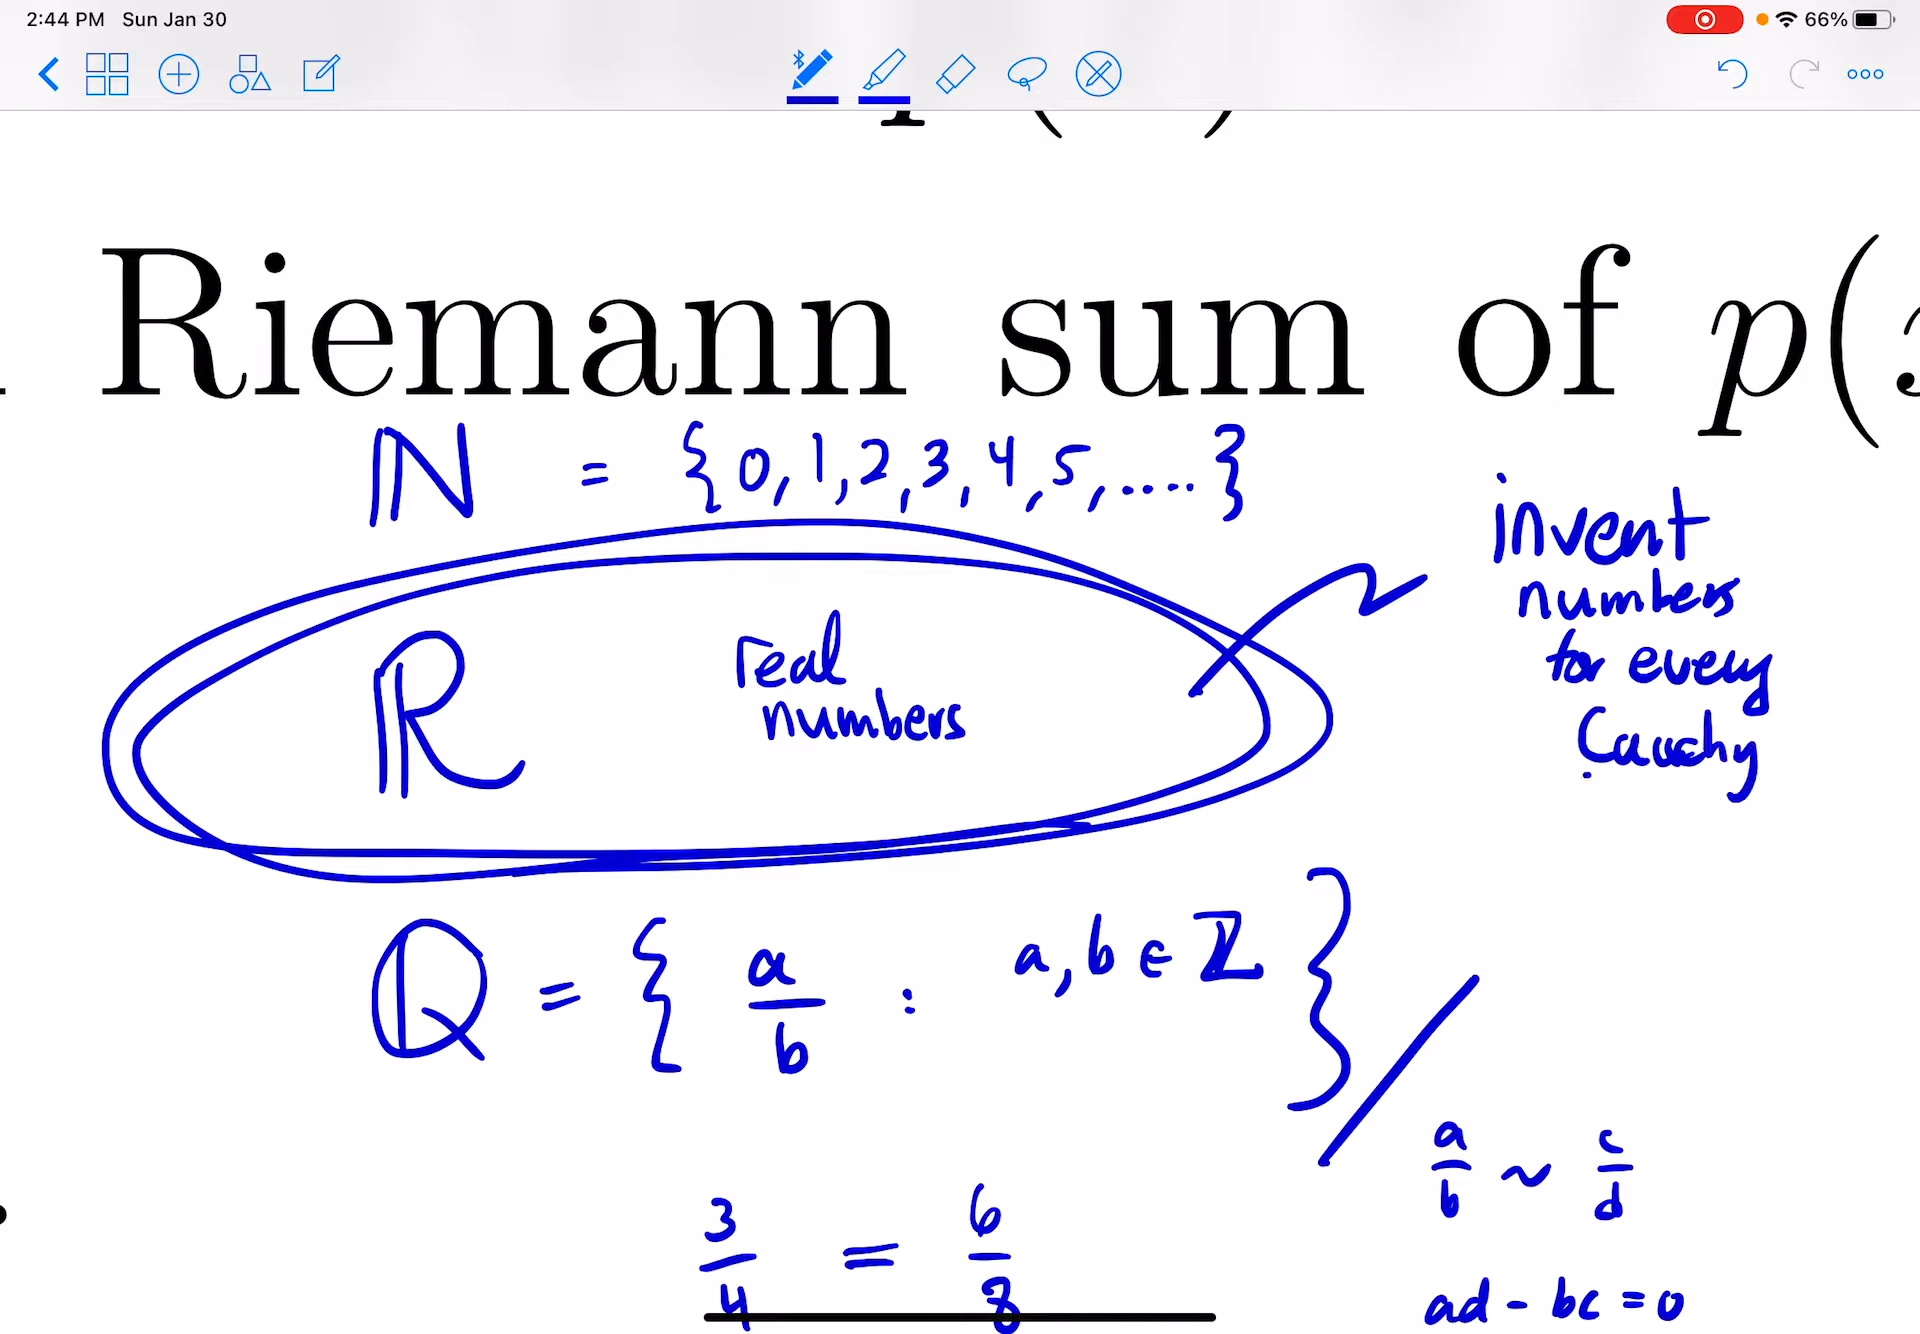 2:44 PM Sun Jan 30 66%
Riemann sum of p(x
ℕ = {0, 1, 2, 3, 4, 5, .... }
invent
numbers
for every
Cauchy
ℝ real
numbers
ℚ = { a/b : a, b ∈ ℤ } /
a/b ~ c/d
3/4 = 6/8
ad - bc = 0